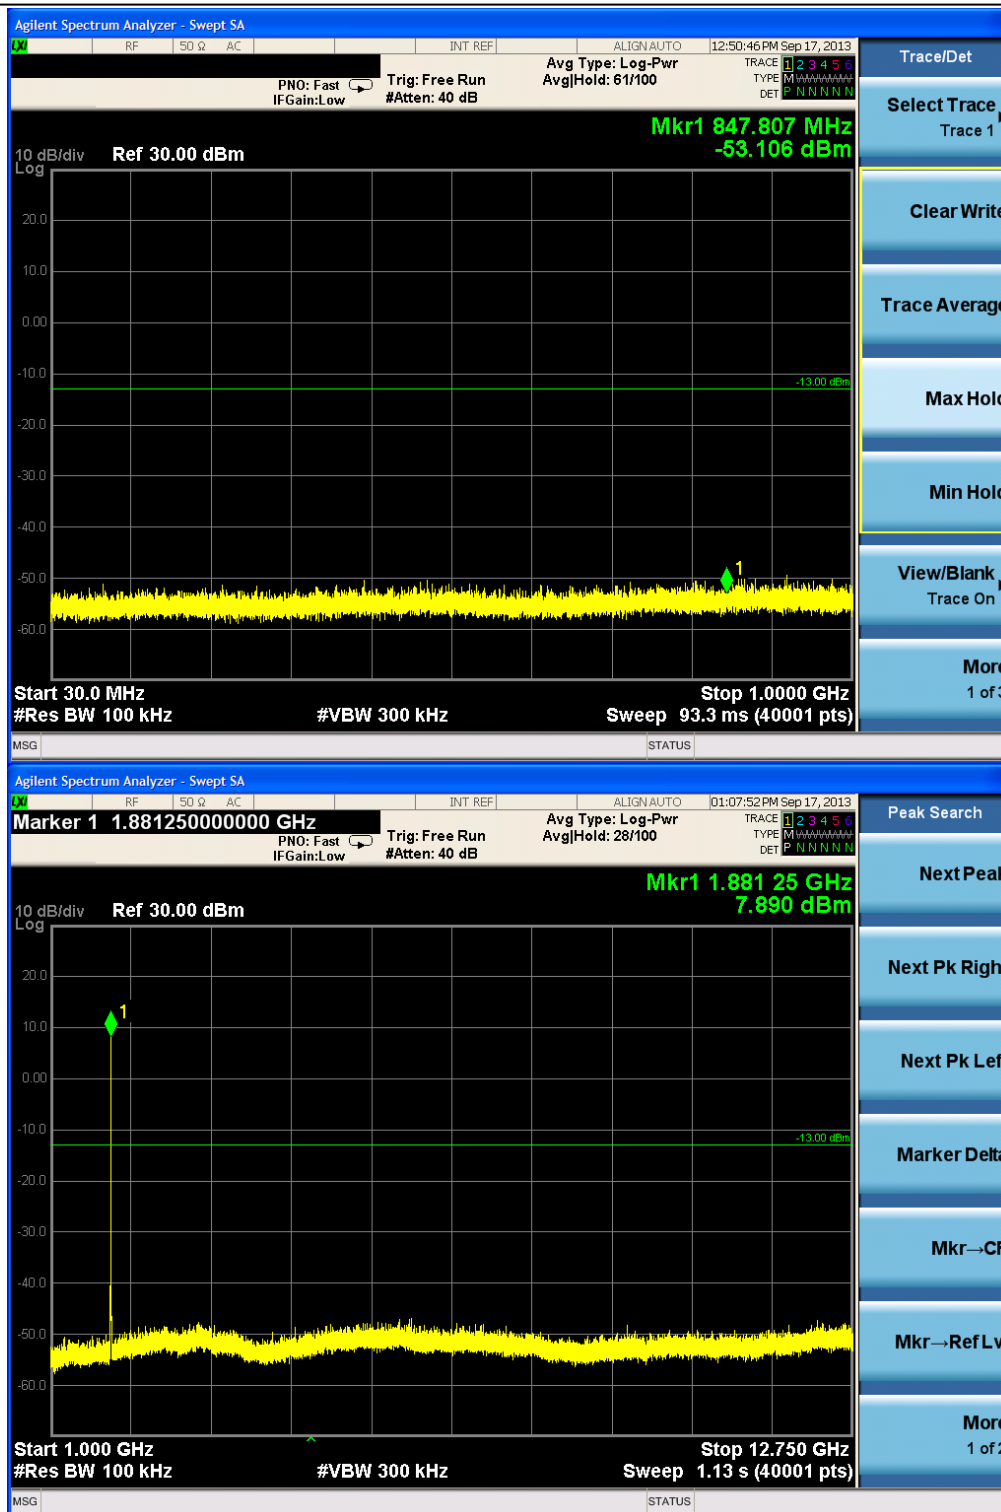 Agilent Spectrum Analyzer - Swept SA
LXI RF 50 Ω AC INT REF ALIGNAUTO 12:50:46 PM Sep 17, 2013
PNO: Fast
IFGain:Low
Trig: Free Run
#Atten: 40 dB
Avg Type: Log-Pwr
Avg|Hold: 61/100
TRACE 1 2 3 4 5 6
TYPE M
DET P N N N N N
Mkr1 847.807 MHz
-53.106 dBm
10 dB/div Ref 30.00 dBm
Log
20.0
10.0
0.00
-10.0
-13.00 dBm
-20.0
-30.0
-40.0
-50.0
1
-60.0
Start 30.0 MHz Stop 1.0000 GHz
#Res BW 100 kHz #VBW 300 kHz Sweep 93.3 ms (40001 pts)
MSG STATUS
Trace/Det
Select Trace
Trace 1
Clear Write
Trace Average
Max Hold
Min Hold
View/Blank
Trace On
More
1 of 3
Agilent Spectrum Analyzer - Swept SA
LXI RF 50 Ω AC INT REF ALIGNAUTO 01:07:52 PM Sep 17, 2013
Marker 1 1.881250000000 GHz
PNO: Fast
IFGain:Low
Trig: Free Run
#Atten: 40 dB
Avg Type: Log-Pwr
Avg|Hold: 28/100
TRACE 1 2 3 4 5 6
TYPE M
DET P N N N N N
Mkr1 1.881 25 GHz
7.890 dBm
10 dB/div Ref 30.00 dBm
Log
20.0
1
10.0
0.00
-10.0
-13.00 dBm
-20.0
-30.0
-40.0
-50.0
-60.0
Start 1.000 GHz Stop 12.750 GHz
#Res BW 100 kHz #VBW 300 kHz Sweep 1.13 s (40001 pts)
MSG STATUS
Peak Search
Next Peak
Next Pk Right
Next Pk Left
Marker Delta
Mkr→CF
Mkr→Ref Lv
More
1 of 2